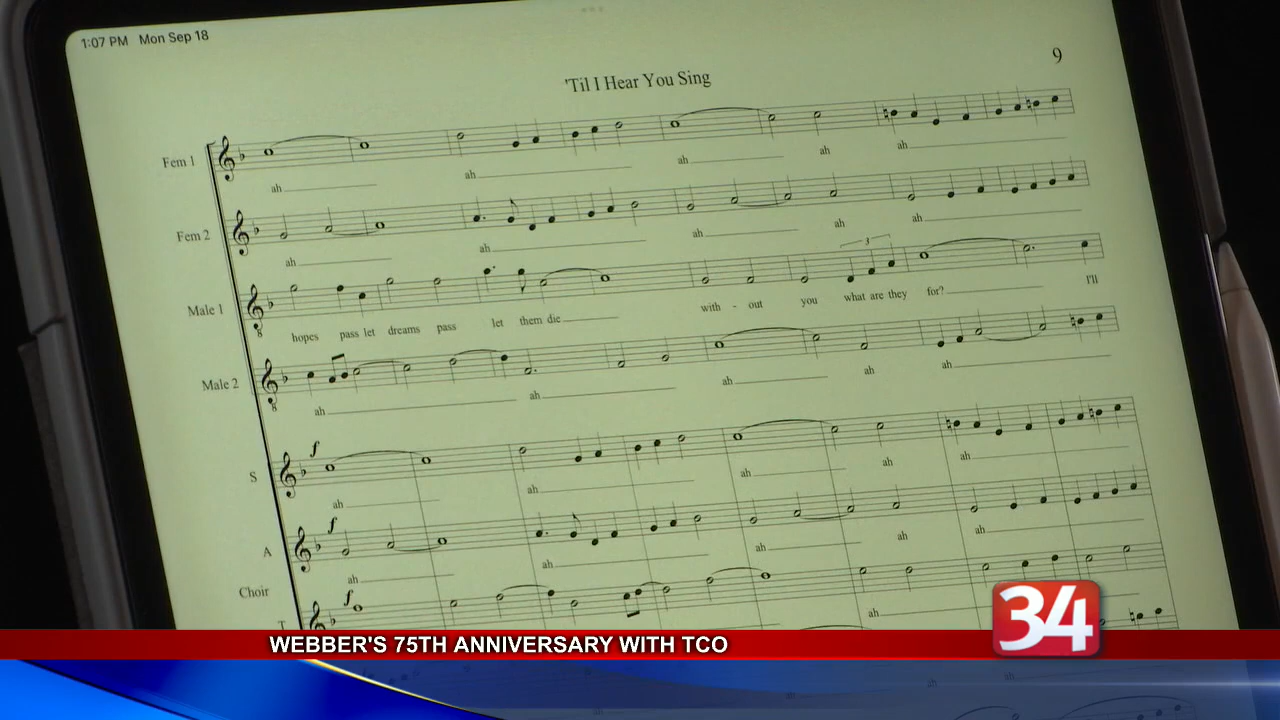 1:07 PM Mon Sep 18
9
'Til I Hear You Sing
Fem 1
ah ah ah ah ah
Fem 2
ah ah ah ah ah
Male 1
8
3
hopes pass let dreams pass let them die with - out you what are they for? I'll
Male 2
8
ah ah ah ah ah
f
S
ah ah ah ah ah
f
A
ah ah ah ah ah
Choir
f
T
ah
34
WEBBER'S 75TH ANNIVERSARY WITH TCO